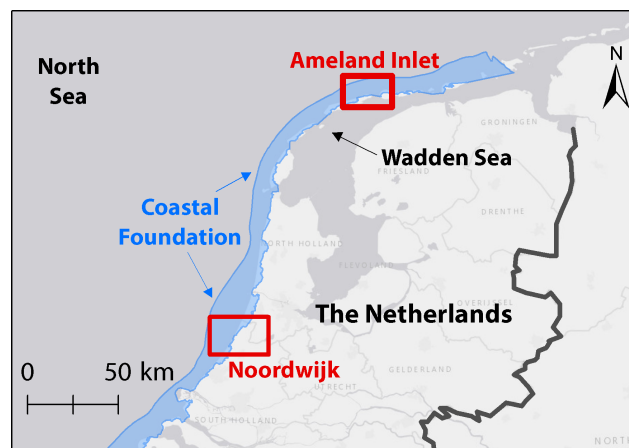 Ameland Inlet
North
Sea
N
GRONINGEN
Wadden Sea
FRIESLAND
DRENTHE
Coastal
Foundation
NORTH HOLLAND
FLEVOLAND
OVERIJSSEL
The Netherlands
0 50 km
Noordwijk
GELDERLAND
UTRECHT
SOUTH HOLLAND
NORTH